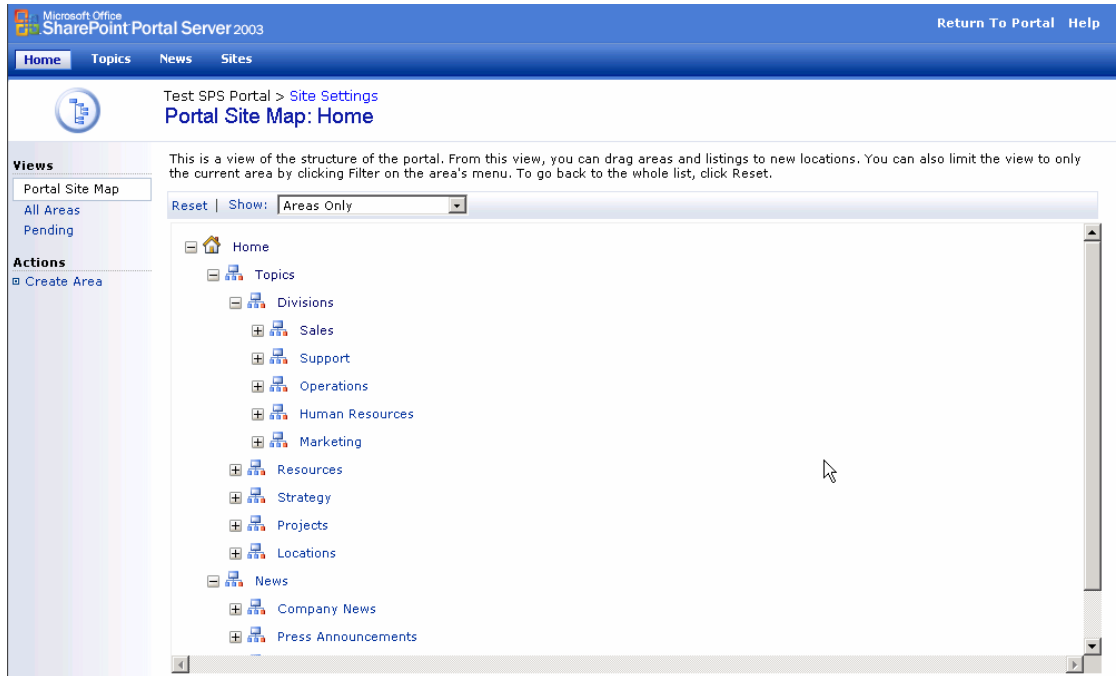 Microsoft Office
SharePoint Portal Server 2003
Return To Portal Help
Home Topics News Sites
Test SPS Portal > Site Settings
Portal Site Map: Home
Views
Portal Site Map
All Areas
Pending
Actions
Create Area
This is a view of the structure of the portal. From this view, you can drag areas and listings to new locations. You can also limit the view to only
the current area by clicking Filter on the area's menu. To go back to the whole list, click Reset.
Reset | Show: Areas Only
Home
Topics
Divisions
Sales
Support
Operations
Human Resources
Marketing
Resources
Strategy
Projects
Locations
News
Company News
Press Announcements